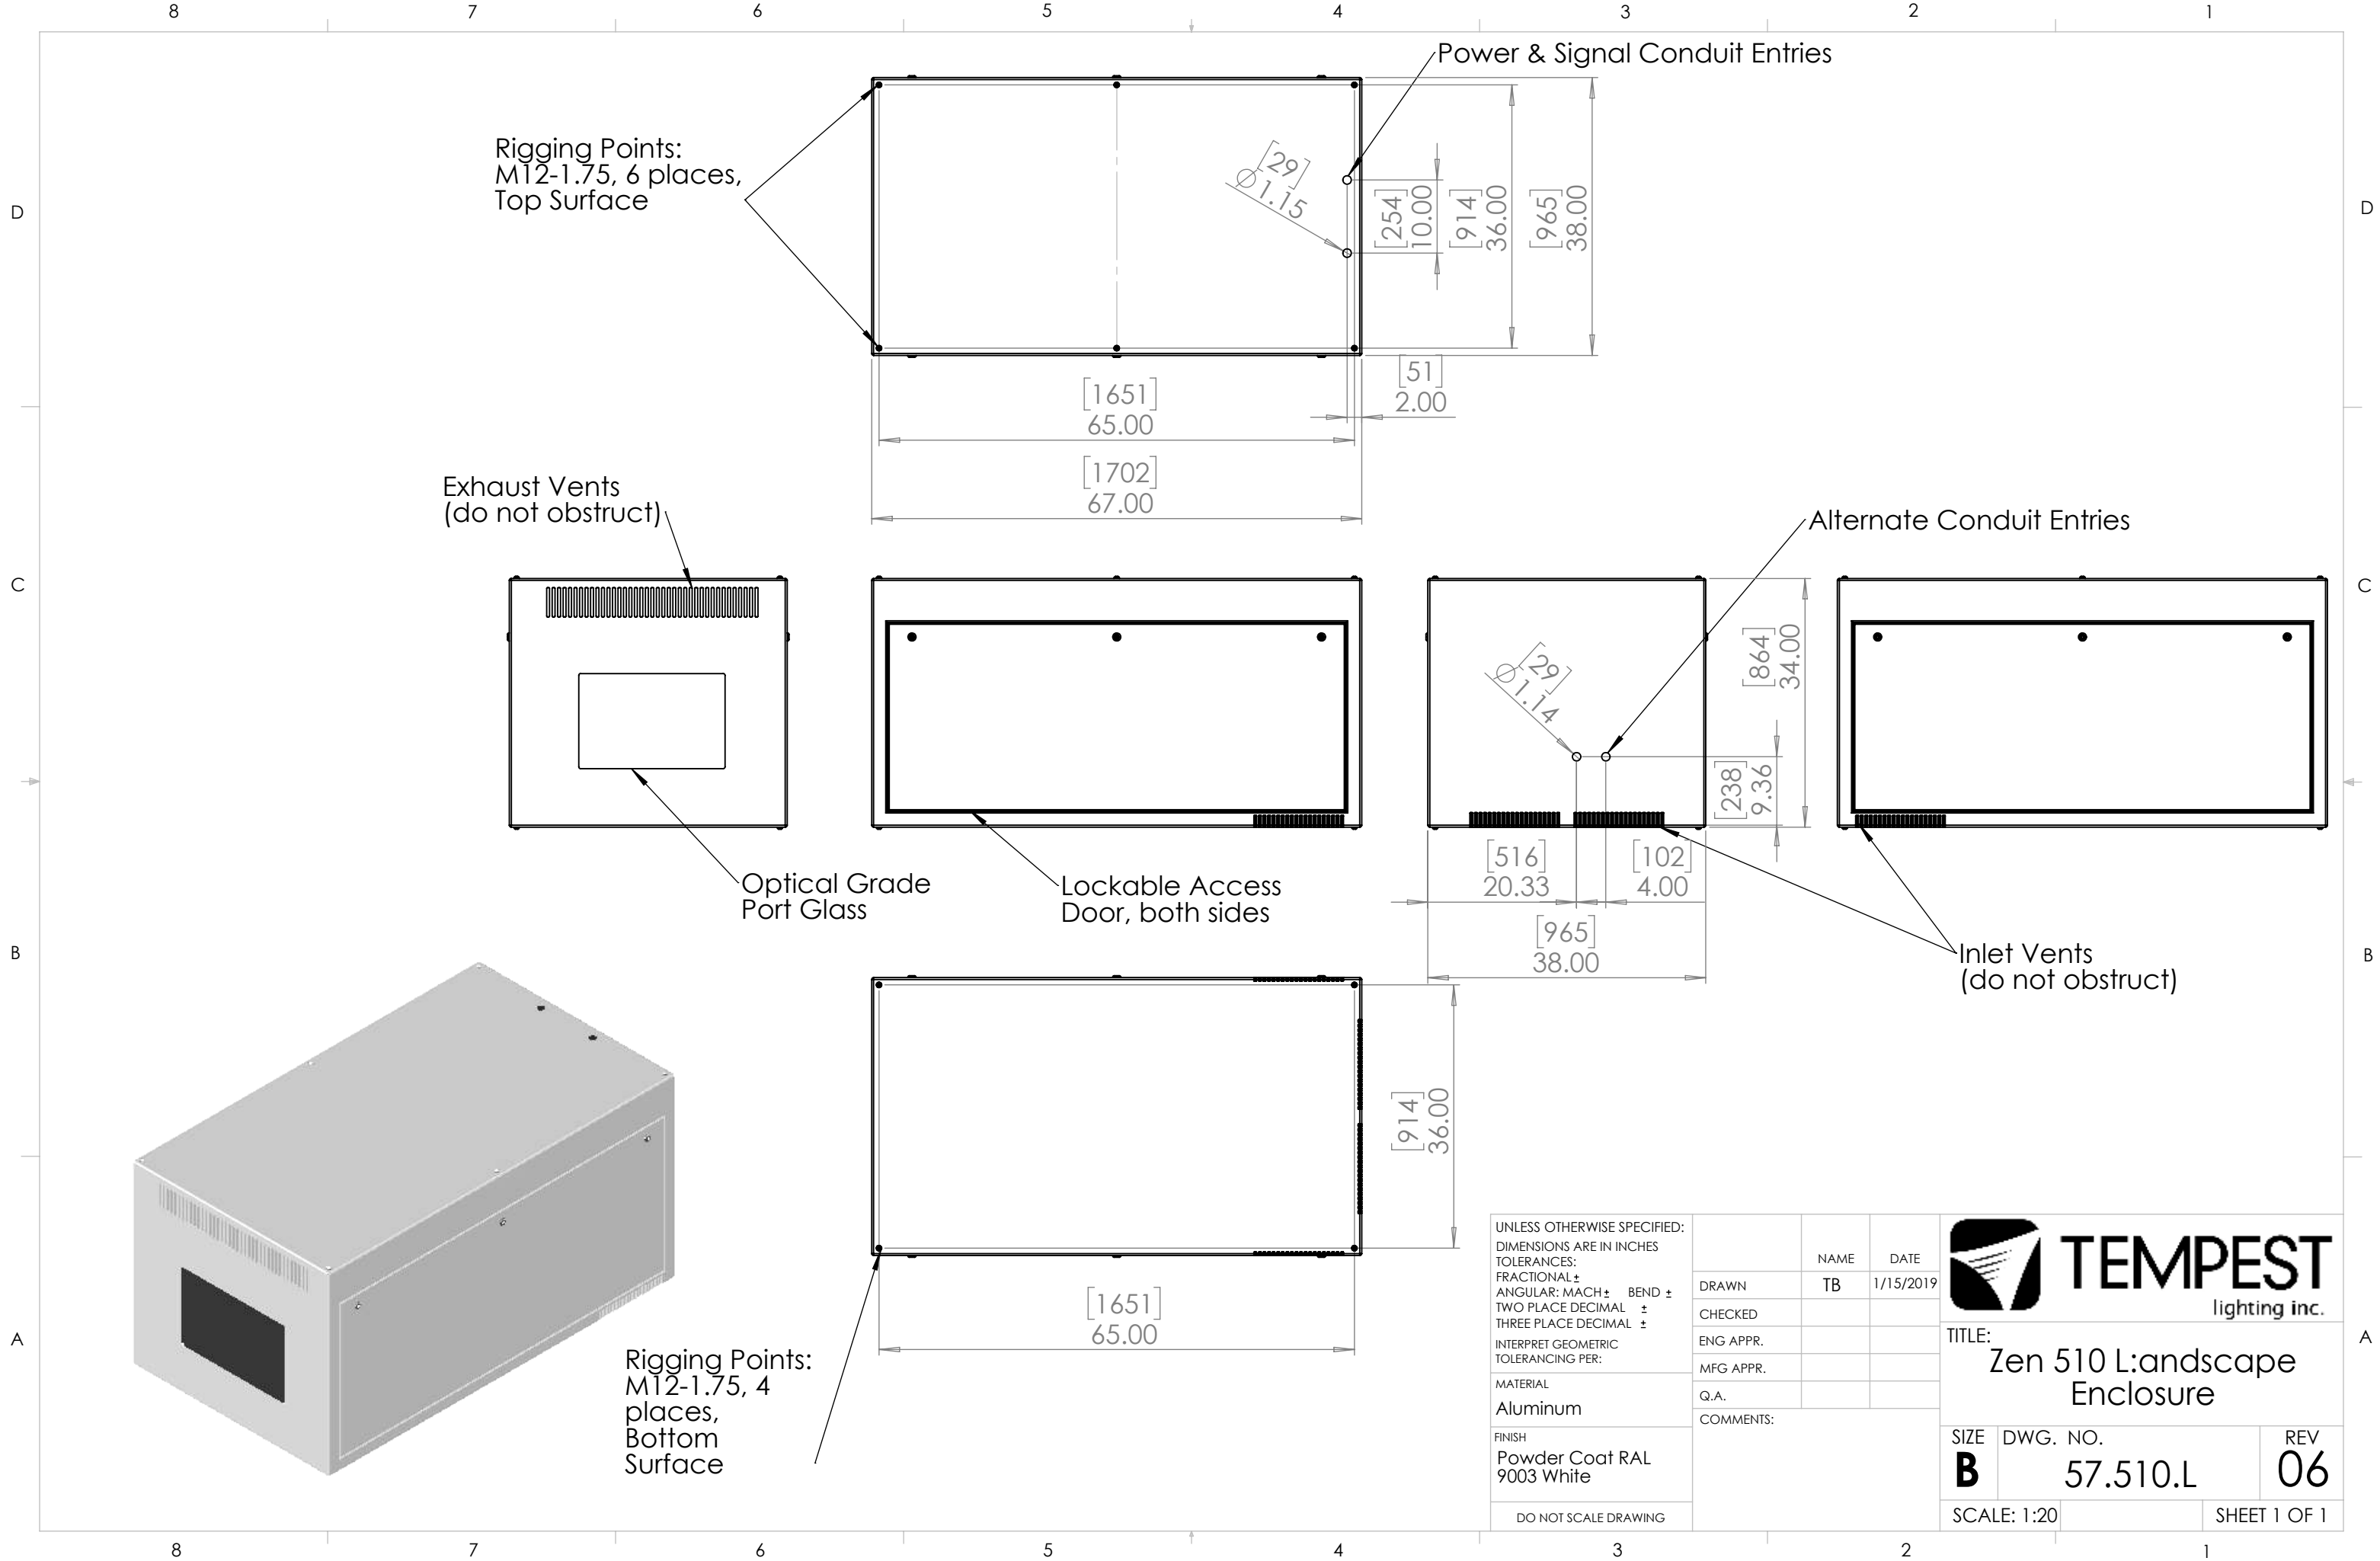 8 7 6 5 4 3 2 1
Power & Signal Conduit Entries
Rigging Points:
M12-1.75, 6 places,
Top Surface
[29]
∅ 1.15
[254]
10.00
[914]
36.00
[965]
38.00
D D
[51]
2.00
[1651]
65.00
[1702]
67.00
Exhaust Vents
(do not obstruct)
Alternate Conduit Entries
C C
[29]
∅ 1.14
[864]
34.00
[238]
9.36
[516]
20.33
[102]
4.00
[965]
38.00
Optical Grade
Port Glass
Lockable Access
Door, both sides
Inlet Vents
(do not obstruct)
B B
[914]
36.00
[1651]
65.00
Rigging Points:
M12-1.75, 4
places,
Bottom
Surface
A A
UNLESS OTHERWISE SPECIFIED:
DIMENSIONS ARE IN INCHES
TOLERANCES:
FRACTIONAL ±
ANGULAR: MACH ± BEND ±
TWO PLACE DECIMAL ±
THREE PLACE DECIMAL ±
INTERPRET GEOMETRIC
TOLERANCING PER:
MATERIAL
Aluminum
FINISH
Powder Coat RAL
9003 White
DO NOT SCALE DRAWING
NAME DATE
DRAWN TB 1/15/2019
CHECKED
ENG APPR.
MFG APPR.
Q.A.
COMMENTS:
TEMPEST
lighting inc.
TITLE:
Zen 510 L:andscape
Enclosure
SIZE DWG. NO. REV
B 57.510.L 06
SCALE: 1:20 SHEET 1 OF 1
8 7 6 5 4 3 2 1